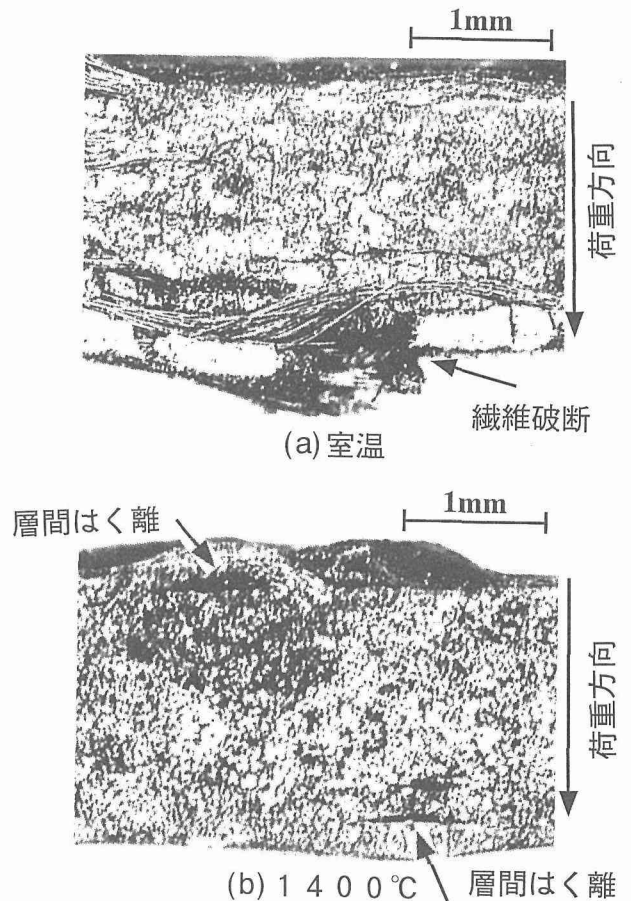 1mm
荷重方向
繊維破断
(a) 室温
層間はく離
1mm
荷重方向
(b) 1400℃
層間はく離